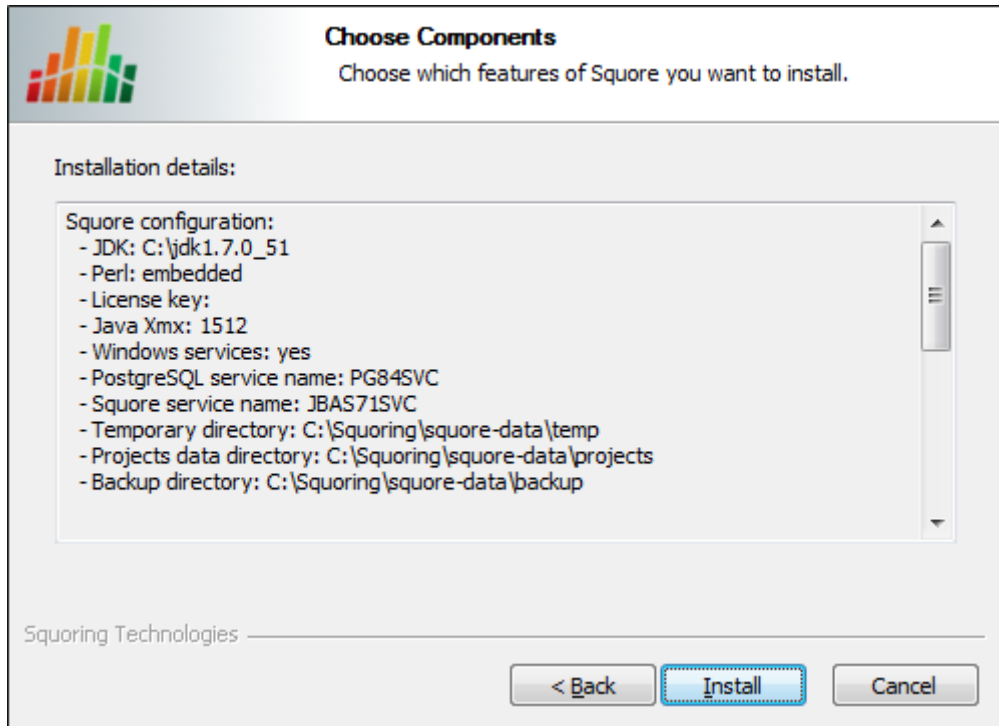 Choose Components
Choose which features of Squore you want to install.
Installation details:
Squore configuration:
- JDK: C:\jdk1.7.0_51
- Perl: embedded
- License key:
- Java Xmx: 1512
- Windows services: yes
- PostgreSQL service name: PG84SVC
- Squore service name: JBAS71SVC
- Temporary directory: C:\Squoring\squore-data\temp
- Projects data directory: C:\Squoring\squore-data\projects
- Backup directory: C:\Squoring\squore-data\backup
Squoring Technologies
< Back
Install
Cancel